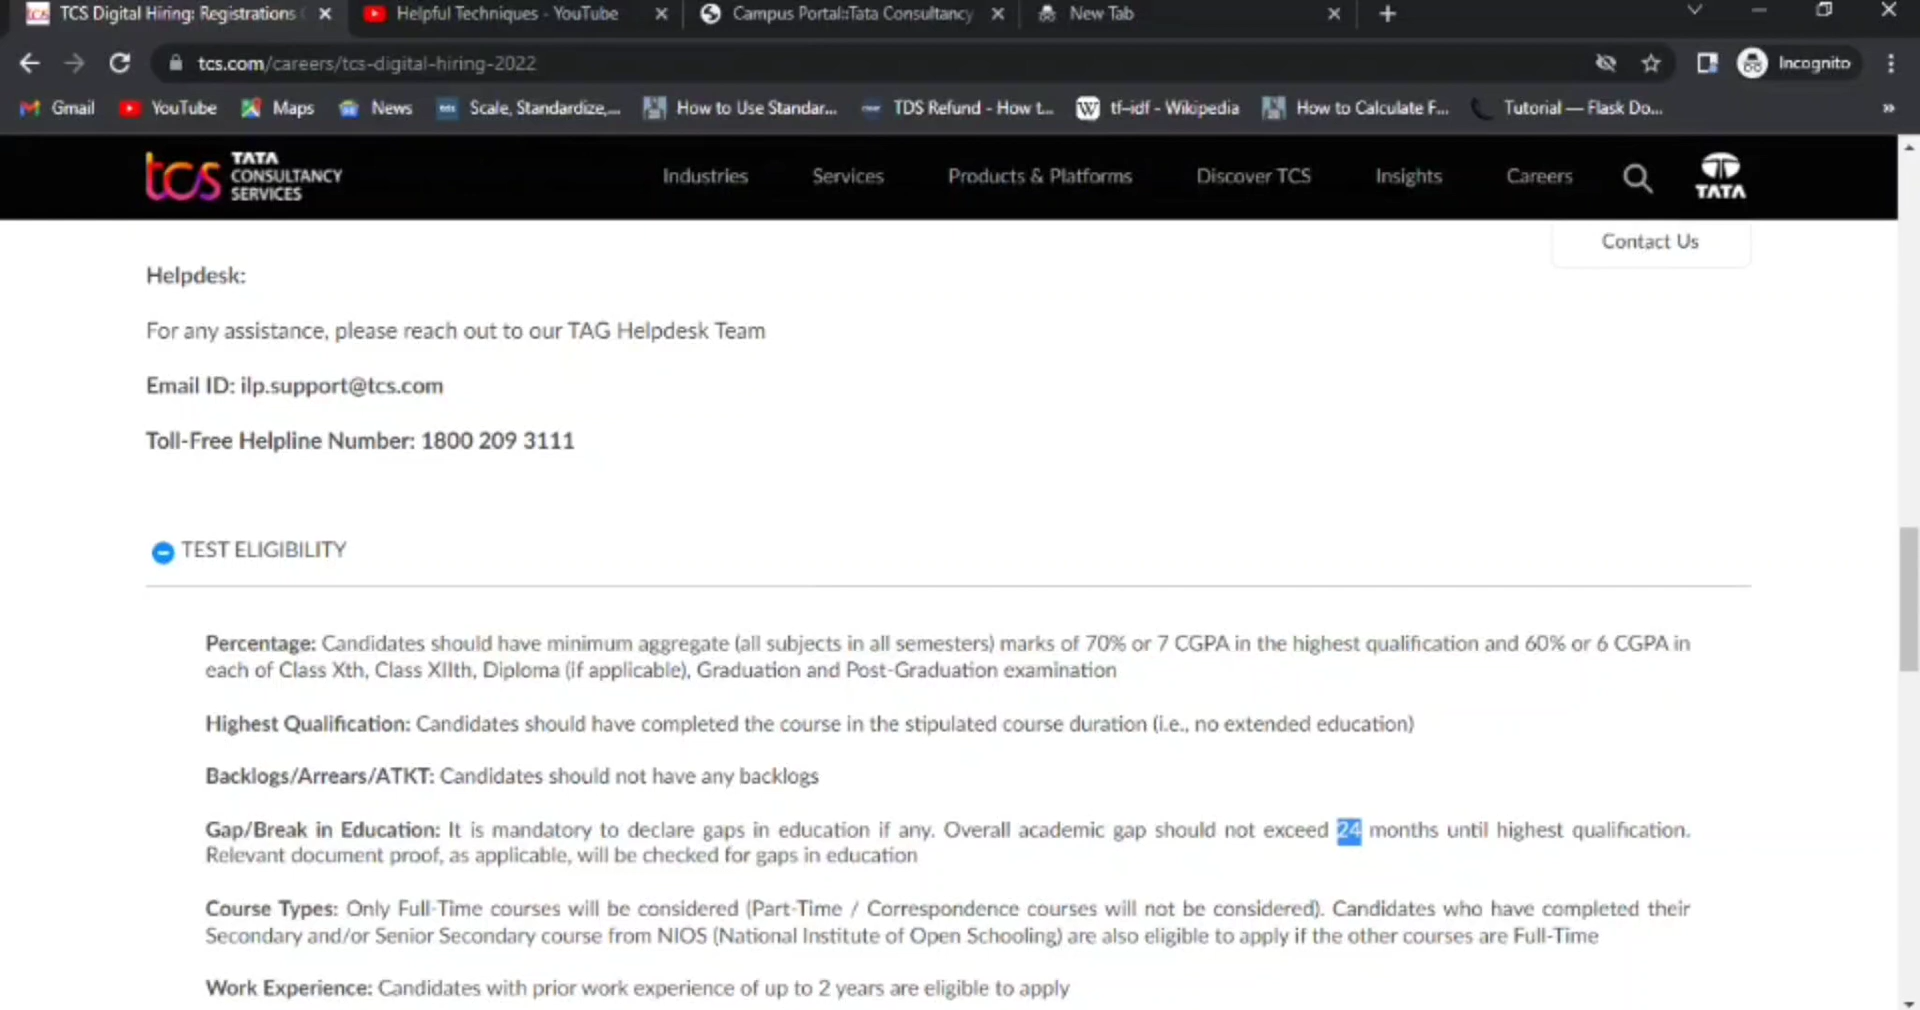 TCS Digital Hiring: Registrations
Helpful Techniques - YouTube
Campus Portal::Tata Consultancy
New Tab
tcs.com/careers/tcs-digital-hiring-2022
Incognito
Gmail
YouTube
Maps
News
Scale, Standardize,...
How to Use Standar...
TDS Refund - How t...
tf–idf - Wikipedia
How to Calculate F...
Tutorial — Flask Do...
tcs TATA CONSULTANCY SERVICES
Industries
Services
Products & Platforms
Discover TCS
Insights
Careers
TATA
Contact Us
Helpdesk:
For any assistance, please reach out to our TAG Helpdesk Team
Email ID: ilp.support@tcs.com
Toll-Free Helpline Number: 1800 209 3111
TEST ELIGIBILITY
Percentage: Candidates should have minimum aggregate (all subjects in all semesters) marks of 70% or 7 CGPA in the highest qualification and 60% or 6 CGPA in
each of Class Xth, Class XIIth, Diploma (if applicable), Graduation and Post-Graduation examination
Highest Qualification: Candidates should have completed the course in the stipulated course duration (i.e., no extended education)
Backlogs/Arrears/ATKT: Candidates should not have any backlogs
Gap/Break in Education: It is mandatory to declare gaps in education if any. Overall academic gap should not exceed 24 months until highest qualification.
Relevant document proof, as applicable, will be checked for gaps in education
Course Types: Only Full-Time courses will be considered (Part-Time / Correspondence courses will not be considered). Candidates who have completed their
Secondary and/or Senior Secondary course from NIOS (National Institute of Open Schooling) are also eligible to apply if the other courses are Full-Time
Work Experience: Candidates with prior work experience of up to 2 years are eligible to apply